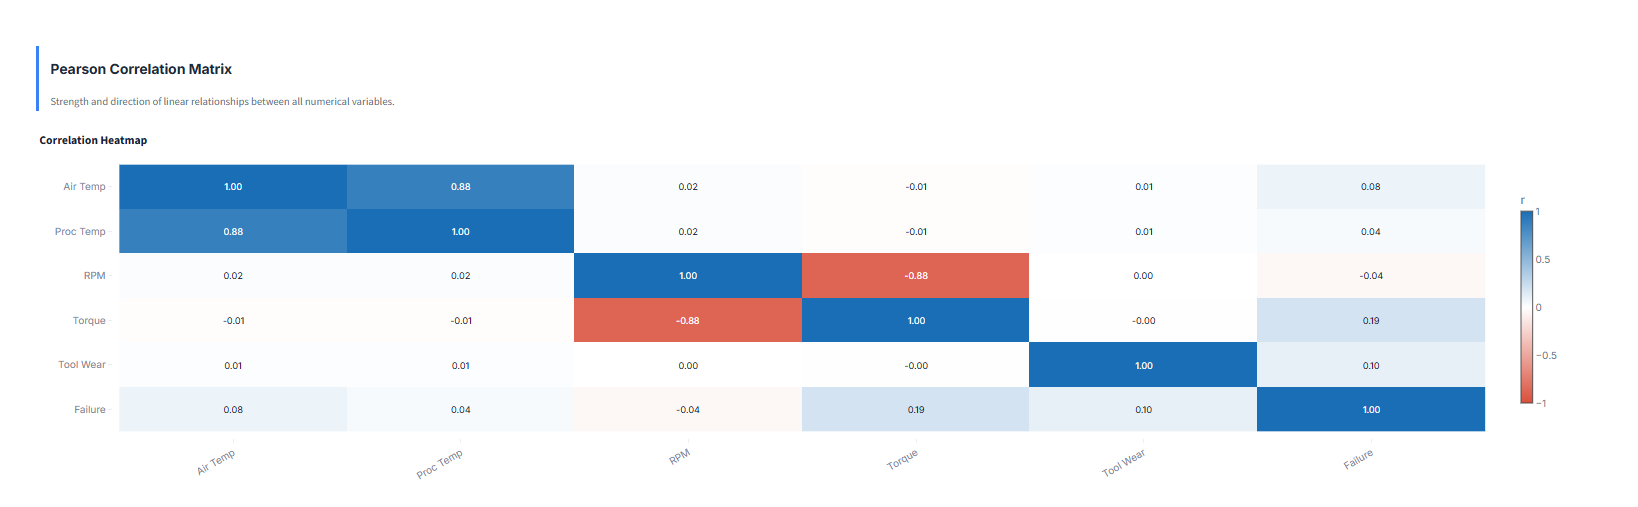 Pearson Correlation Matrix
Strength and direction of linear relationships between all numerical variables.
Correlation Heatmap
Air Temp 1.00 0.88 0.02 -0.01 0.01 0.08
Proc Temp 0.88 1.00 0.02 -0.01 0.01 0.04
RPM 0.02 0.02 1.00 -0.88 0.00 -0.04
Torque -0.01 -0.01 -0.88 1.00 -0.00 0.19
Tool Wear 0.01 0.01 0.00 -0.00 1.00 0.10
Failure 0.08 0.04 -0.04 0.19 0.10 1.00
Air Temp Proc Temp RPM Torque Tool Wear Failure
r
1
0.5
0
−0.5
−1